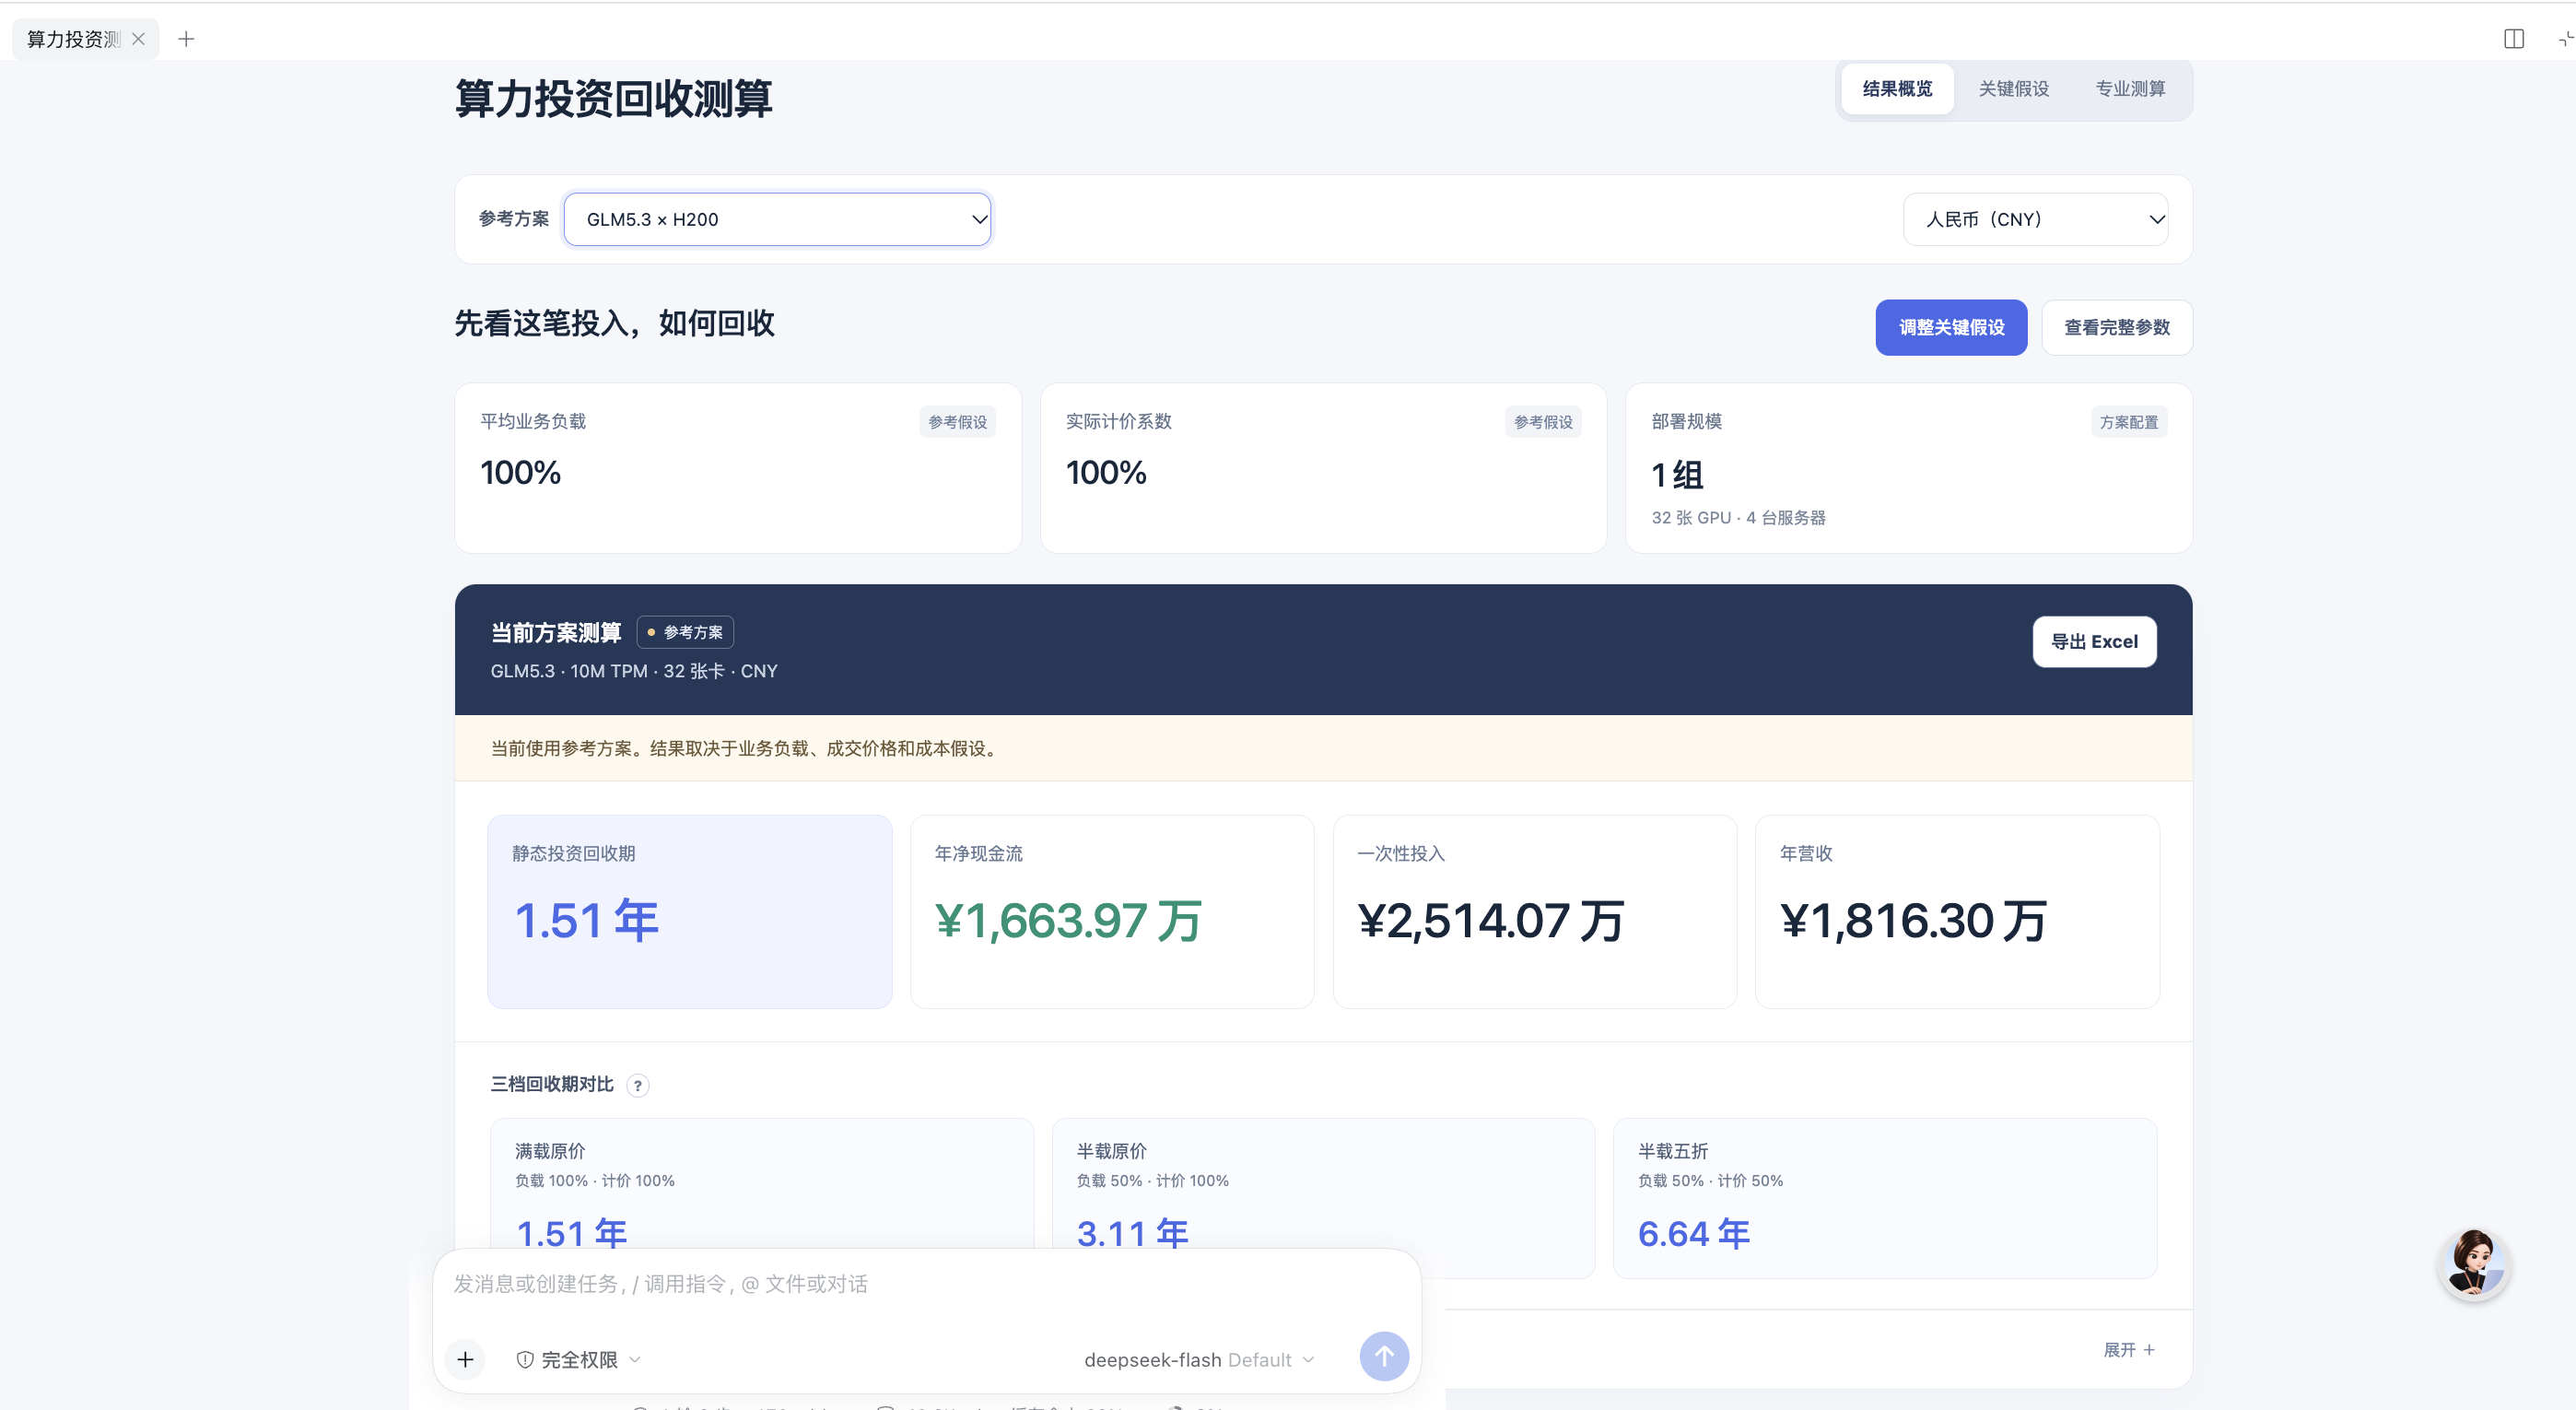 算力投资测
算力投资回收测算
结果概览 关键假设 专业测算
参考方案 GLM5.3 × H200 人民币（CNY）
先看这笔投入，如何回收
调整关键假设 查看完整参数
平均业务负载 参考假设
100%
实际计价系数 参考假设
100%
部署规模 方案配置
1 组
32 张 GPU · 4 台服务器
当前方案测算 参考方案
导出 Excel
GLM5.3 · 10M TPM · 32 张卡 · CNY
当前使用参考方案。结果取决于业务负载、成交价格和成本假设。
静态投资回收期
1.51 年
年净现金流
¥1,663.97 万
一次性投入
¥2,514.07 万
年营收
¥1,816.30 万
三档回收期对比 ?
满载原价
负载 100% · 计价 100%
1.51 年
半载原价
负载 50% · 计价 100%
3.11 年
半载五折
负载 50% · 计价 50%
6.64 年
发消息或创建任务, / 调用指令, @ 文件或对话
完全权限 deepseek-flash Default
展开 +